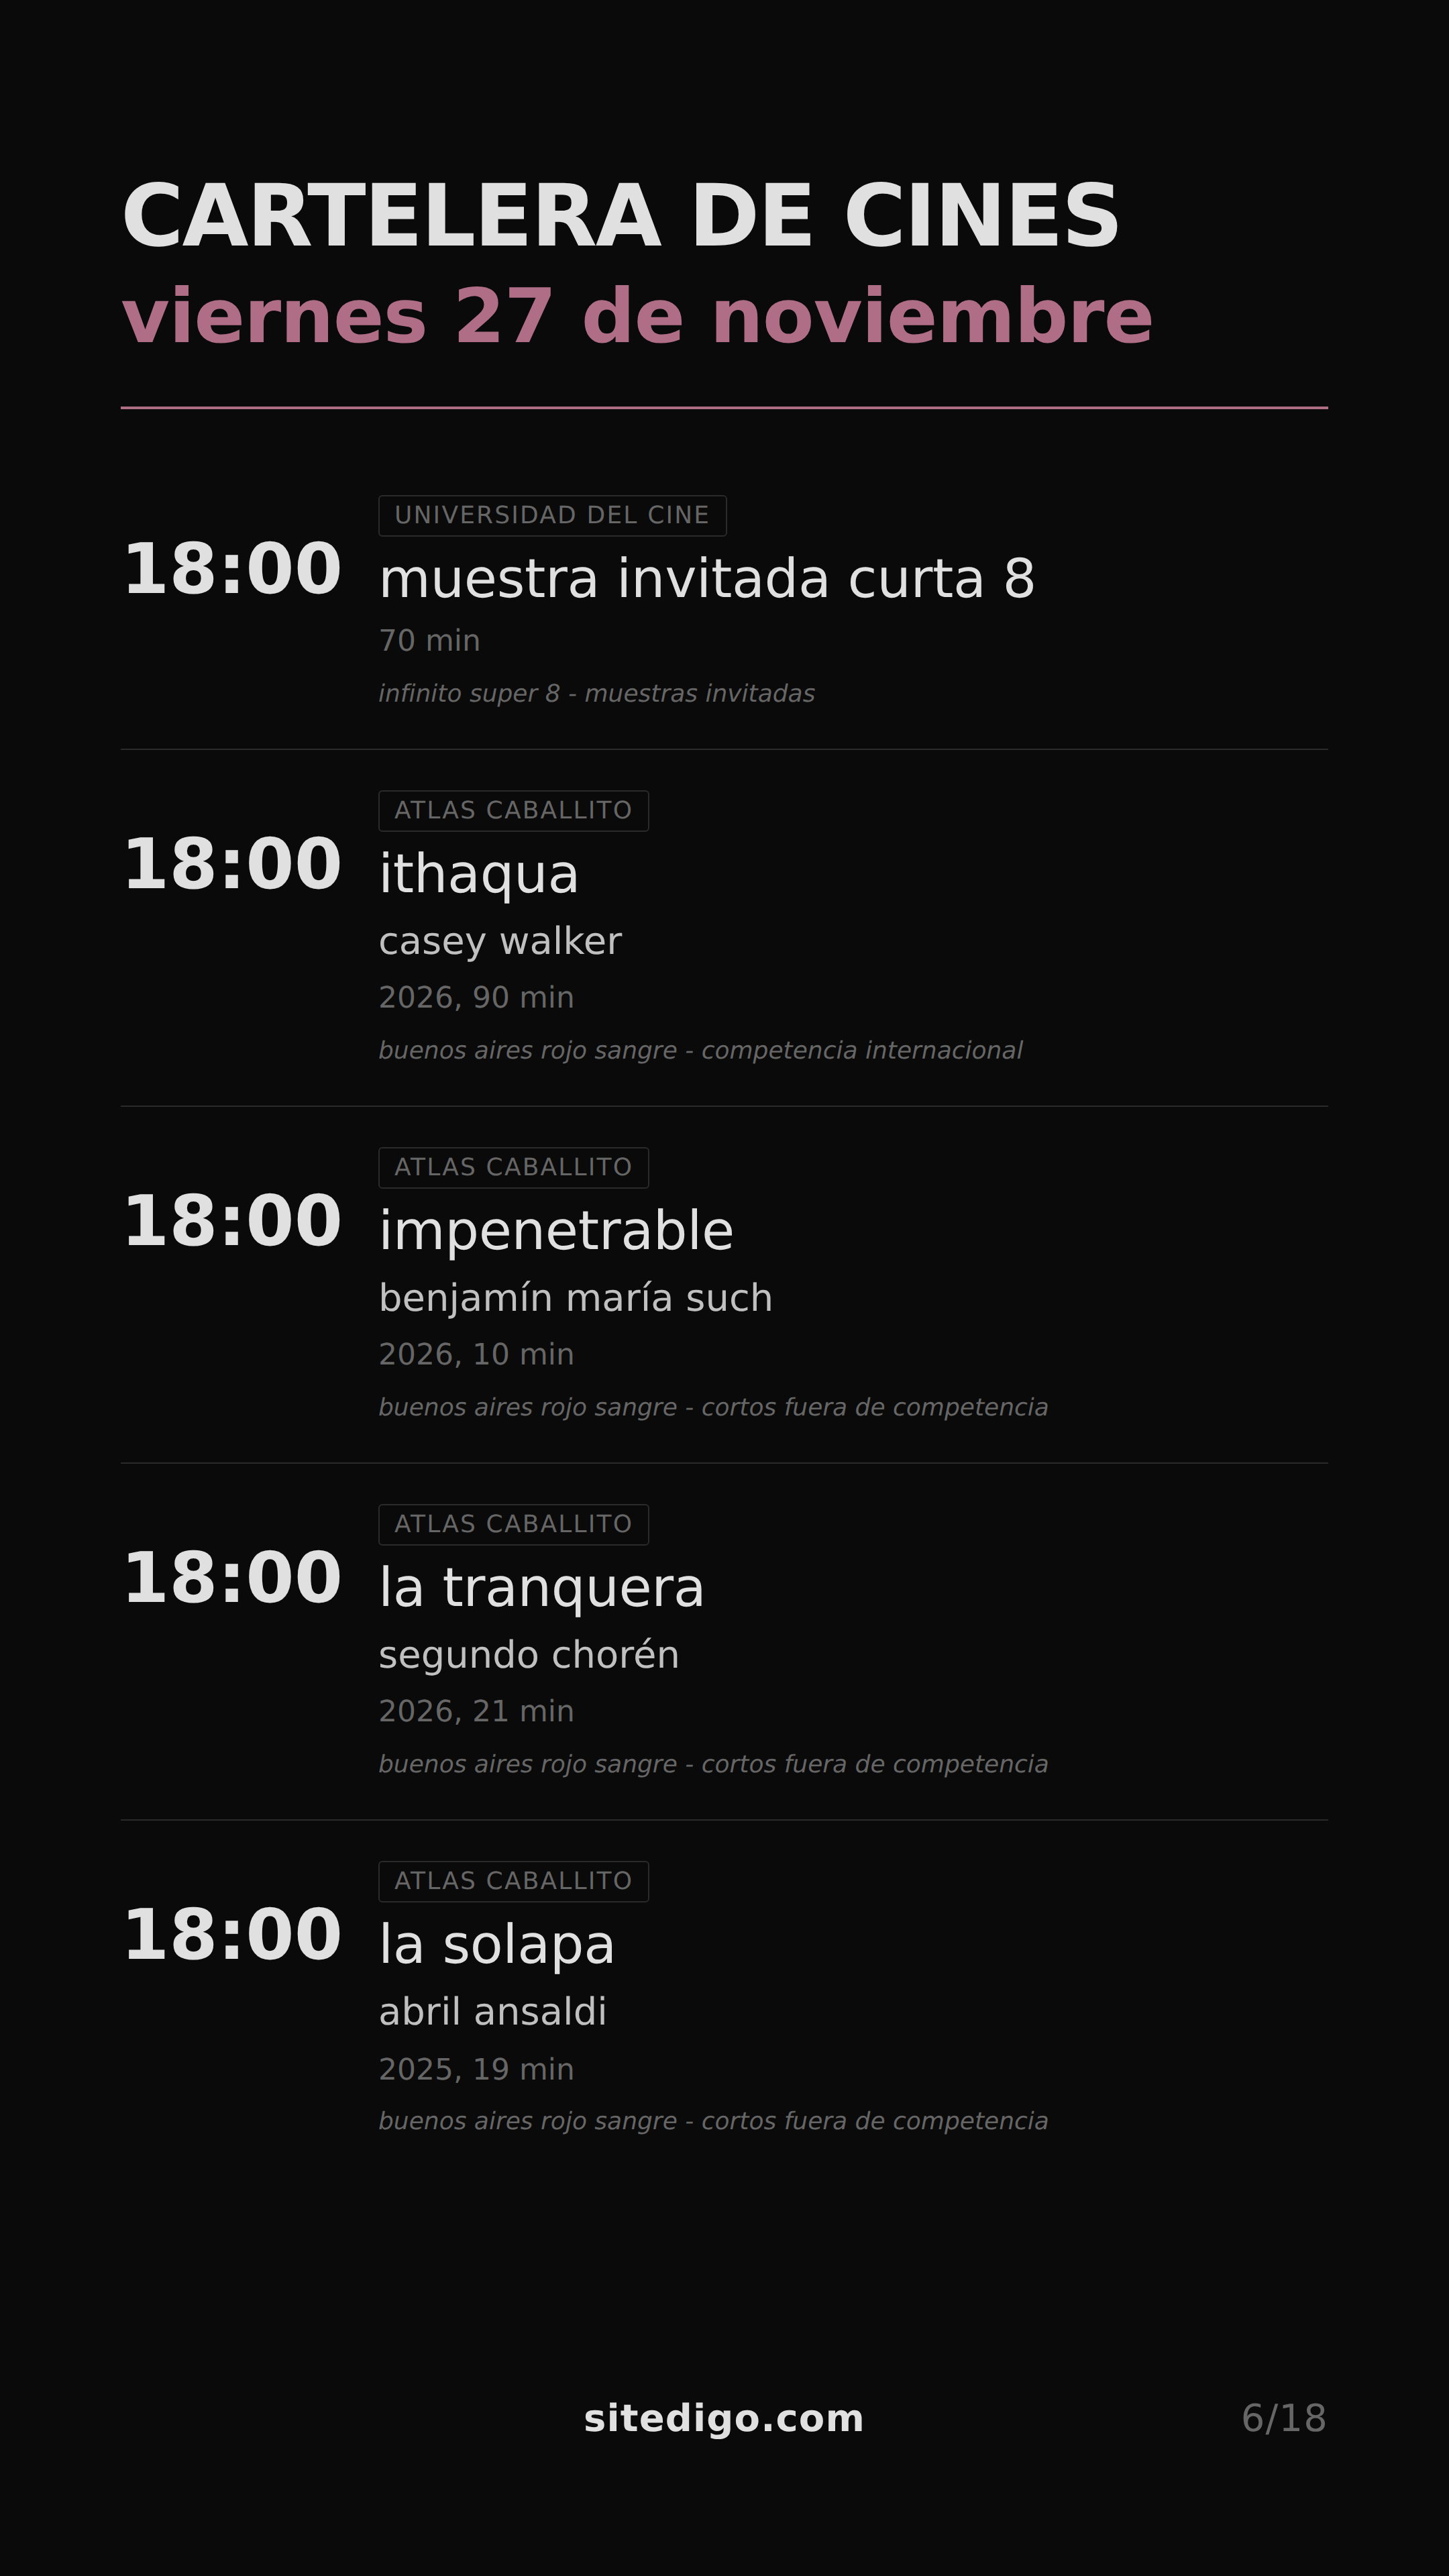 CARTELERA DE CINES
viernes 27 de noviembre
UNIVERSIDAD DEL CINE
18:00
muestra invitada curta 8
70 min
infinito super 8 - muestras invitadas
ATLAS CABALLITO
18:00
ithaqua
casey walker
2026, 90 min
buenos aires rojo sangre - competencia internacional
ATLAS CABALLITO
18:00
impenetrable
benjamín maría such
2026, 10 min
buenos aires rojo sangre - cortos fuera de competencia
ATLAS CABALLITO
18:00
la tranquera
segundo chorén
2026, 21 min
buenos aires rojo sangre - cortos fuera de competencia
ATLAS CABALLITO
18:00
la solapa
abril ansaldi
2025, 19 min
buenos aires rojo sangre - cortos fuera de competencia
sitedigo.com
6/18